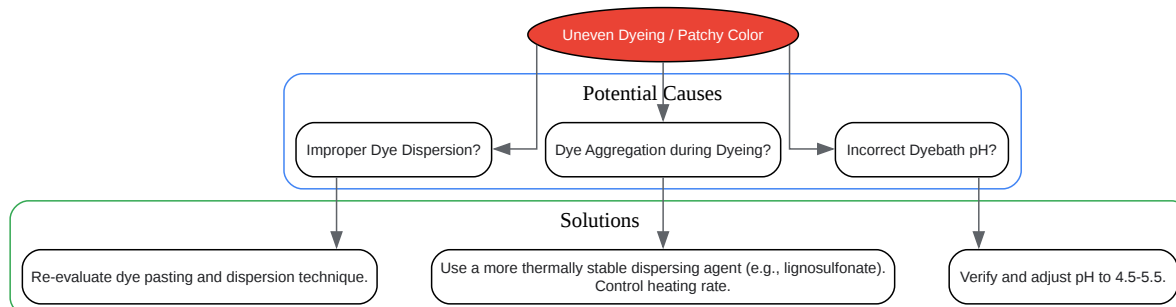 Uneven Dyeing / Patchy Color
Potential Causes
Improper Dye Dispersion?
Dye Aggregation during Dyeing?
Incorrect Dyebath pH?
Solutions
Re-evaluate dye pasting and dispersion technique.
Use a more thermally stable dispersing agent (e.g., lignosulfonate).
Control heating rate.
Verify and adjust pH to 4.5-5.5.